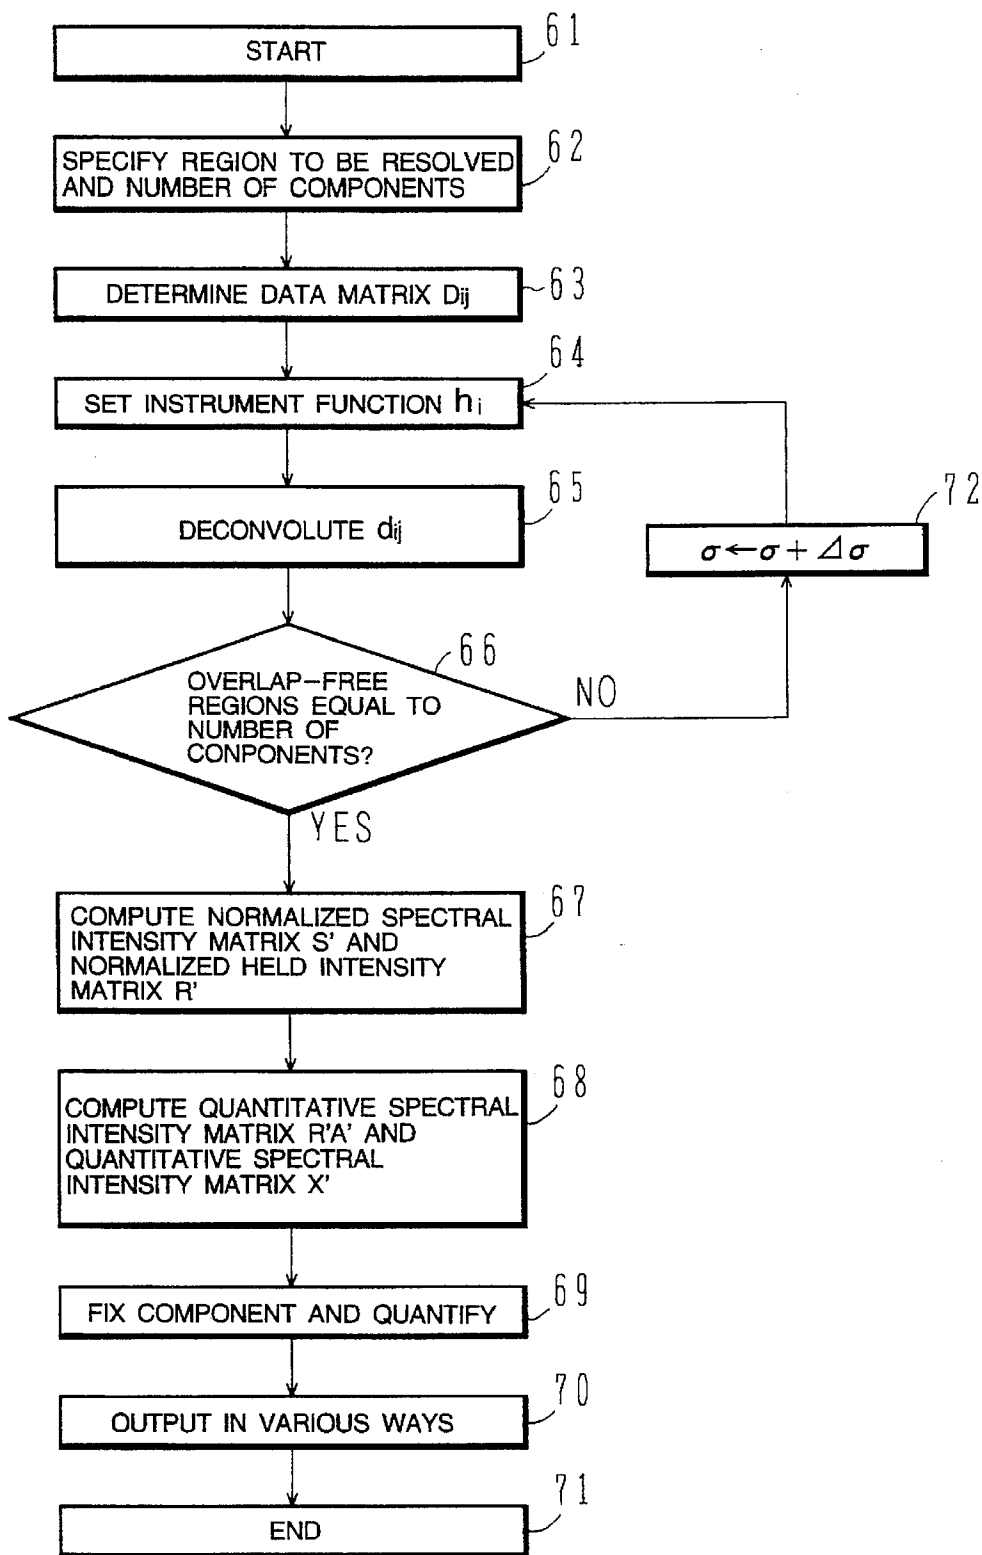 61
START
62
SPECIFY REGION TO BE RESOLVED
AND NUMBER OF COMPONENTS
63
DETERMINE DATA MATRIX Dij
64
SET INSTRUMENT FUNCTION hi
65
DECONVOLUTE dij
72
σ←σ+⊿σ
66
OVERLAP-FREE
REGIONS EQUAL TO
NUMBER OF
CONPONENTS?
NO
YES
67
COMPUTE NORMALIZED SPECTRAL
INTENSITY MATRIX S' AND
NORMALIZED HELD INTENSITY
MATRIX R'
68
COMPUTE QUANTITATIVE SPECTRAL
INTENSITY MATRIX R'A' AND
QUANTITATIVE SPECTRAL
INTENSITY MATRIX X'
69
FIX COMPONENT AND QUANTIFY
70
OUTPUT IN VARIOUS WAYS
71
END